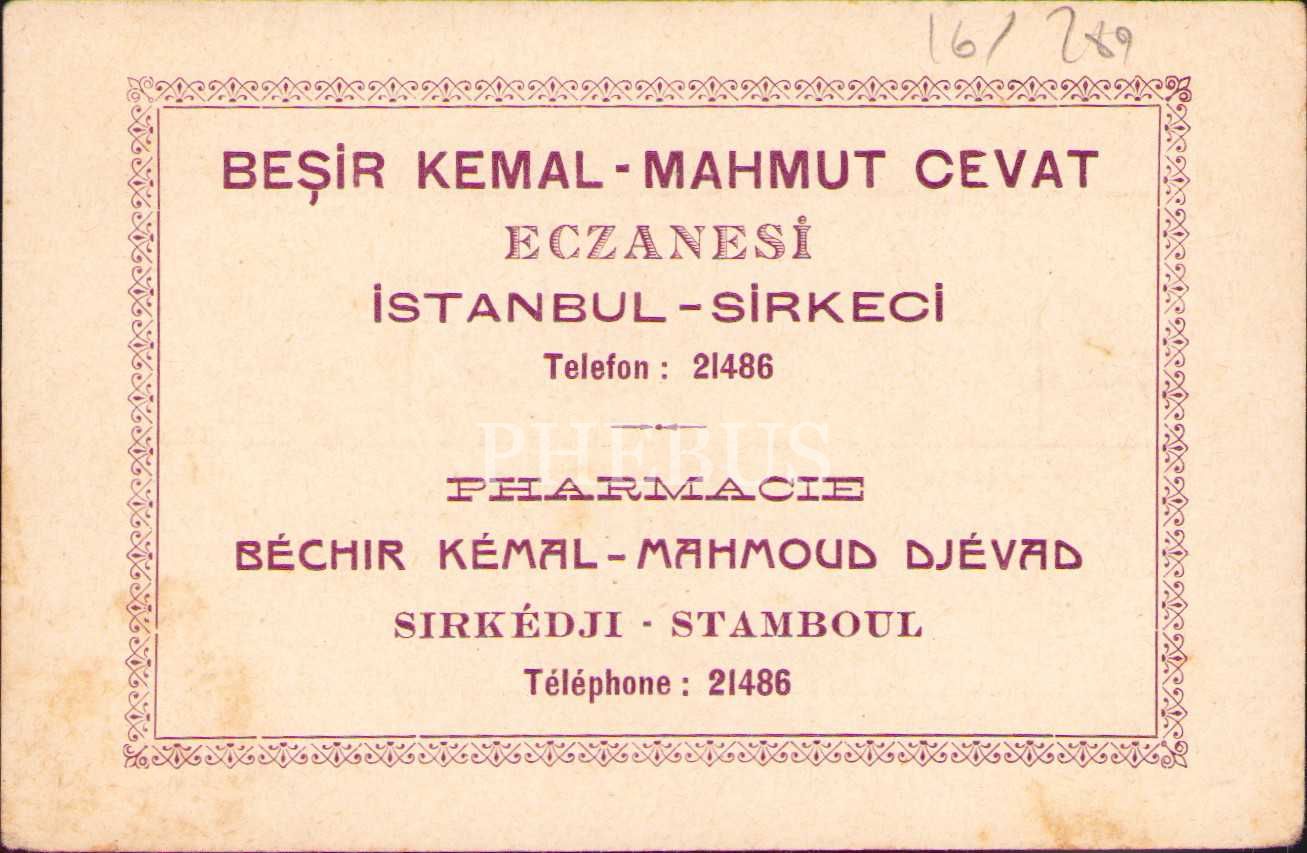 16/ 289
BEŞİR KEMAL - MAHMUT CEVAT
ECZANESİ
İSTANBUL - SİRKECİ
Telefon : 21486
PHEBUS
PHARMACIE
BÉCHIR KÉMAL - MAHMOUD DJÉVAD
SIRKÉDJI - STAMBOUL
Téléphone : 21486